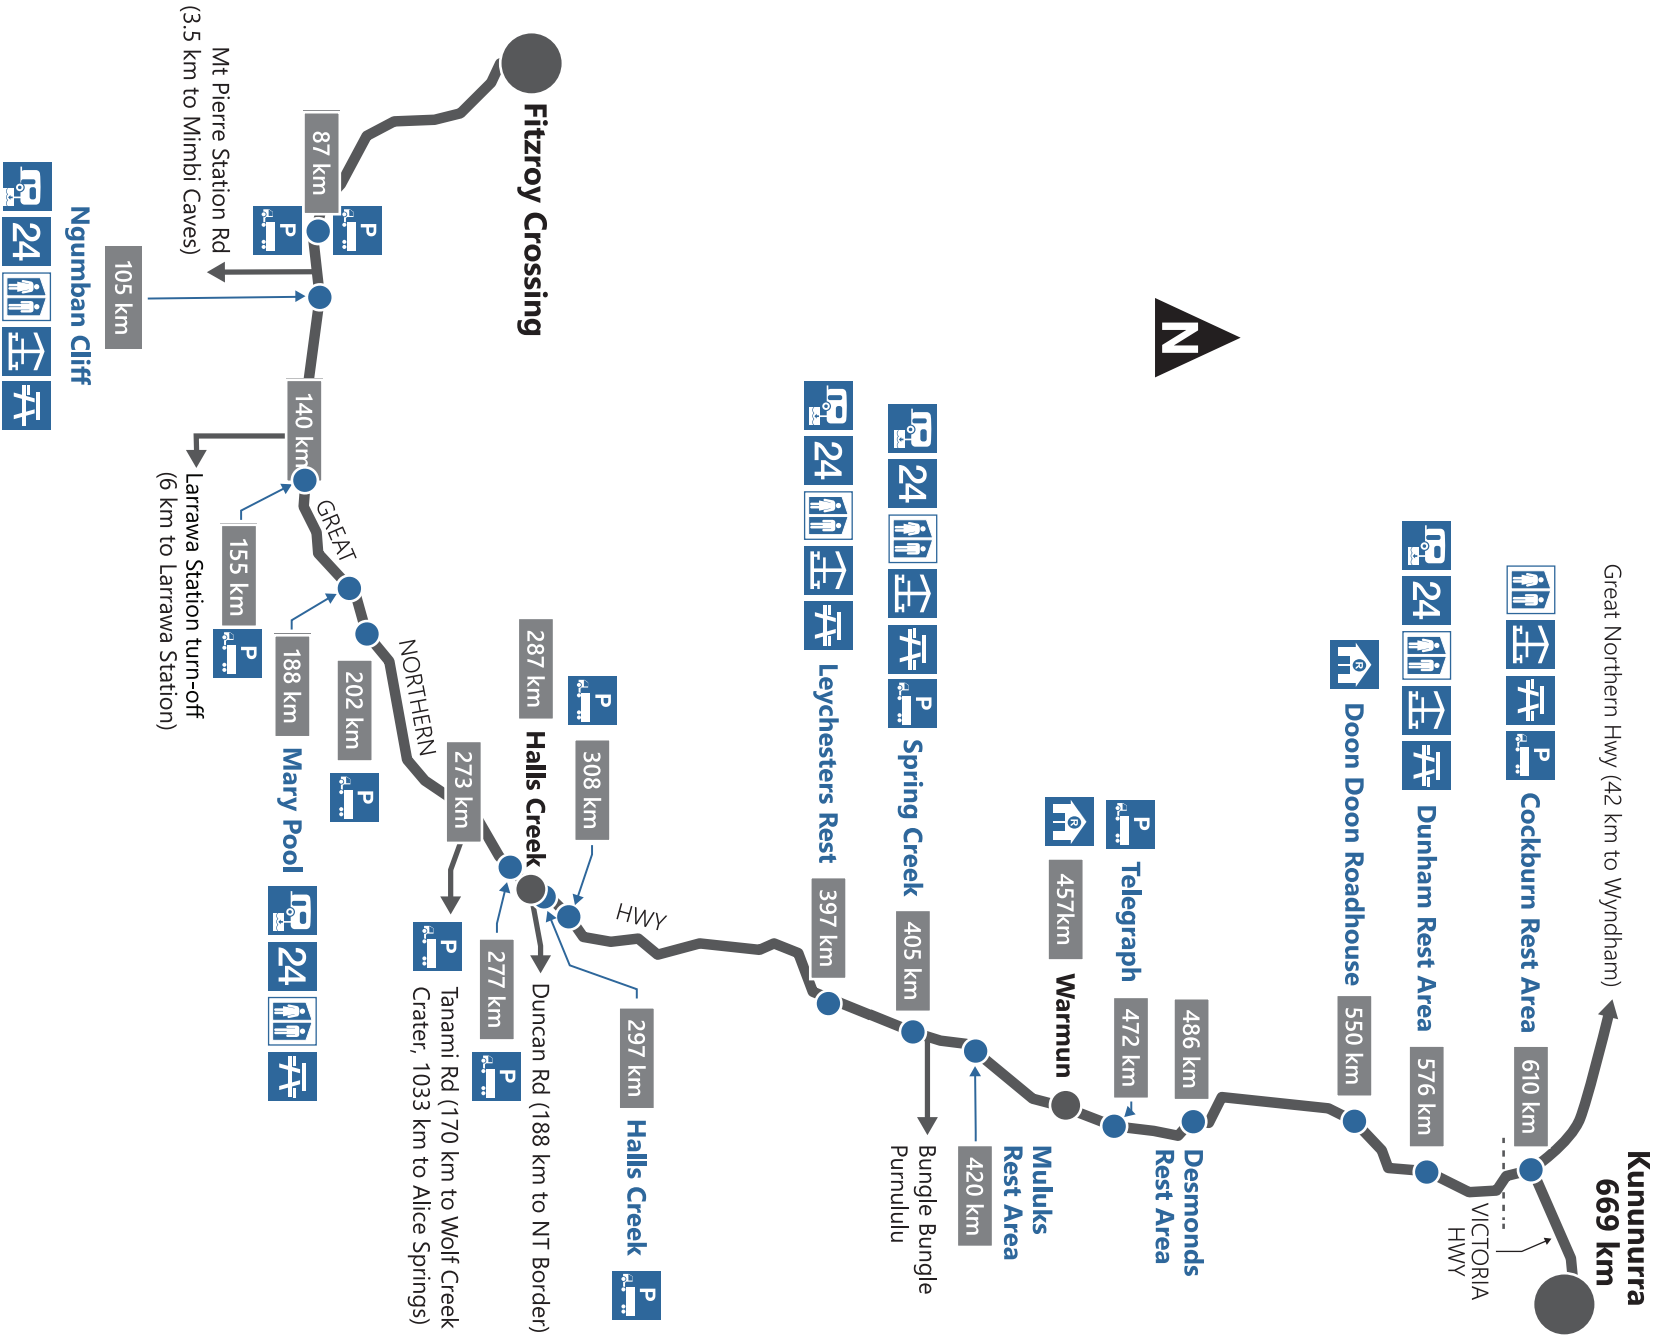 Fitzroy Crossing
87 km
P
P
Mt Pierre Station Rd
(3.5 km to Mimbi Caves)
105 km
Ngumban Cliff
24
140 km
Larrawa Station turn-off
(6 km to Larrawa Station)
155 km
P
GREAT
188 km
Mary Pool
24
202 km
P
NORTHERN
273 km
Tanami Rd (170 km to Wolf Creek
Crater, 1033 km to Alice Springs)
P
277 km
P
287 km
Halls Creek
Duncan Rd (188 km to NT Border)
297 km
Halls Creek
P
308 km
P
HWY
24
Leychesters Rest
397 km
24
P
Spring Creek
405 km
Bungle Bungle
Purnululu
420 km
Muluks
Rest Area
R
457km
Warmun
P
Telegraph
472 km
486 km
Desmonds
Rest Area
R
Doon Doon Roadhouse
550 km
24
Dunham Rest Area
576 km
P
Cockburn Rest Area
610 km
Great Northern Hwy (42 km to Wyndham)
VICTORIA
HWY
Kununurra
669 km
N